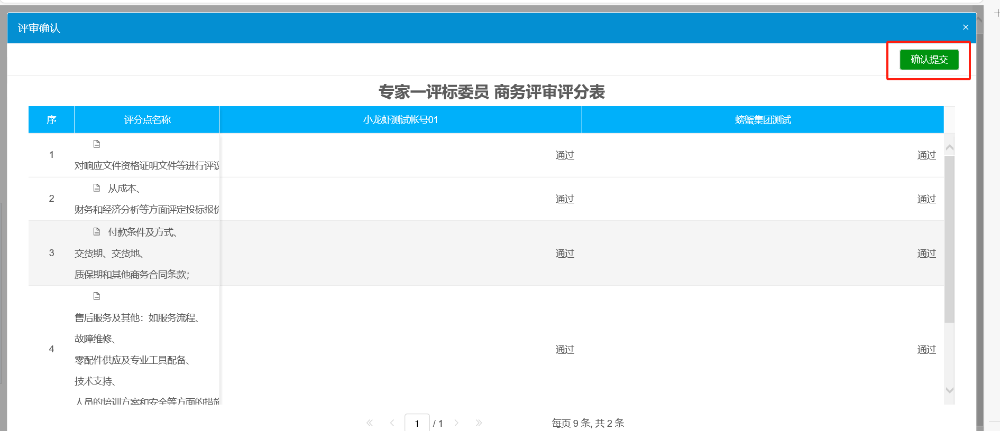 评审确认
×
确认提交
专家一评标委员 商务评审评分表
序 评分点名称 小龙虾测试帐号01 螃蟹集团测试
1 对响应文件资格证明文件等进行评议 通过 通过
2 从成本、
财务和经济分析等方面评定投标报价 通过 通过
3 付款条件及方式、
交货期、交货地、
质保期和其他商务合同条款； 通过 通过
4 售后服务及其他：如服务流程、
故障维修、
零配件供应及专业工具配备、
技术支持、
人员的培训方案和安全等方面的措施 通过 通过
1 / 1 每页 9 条, 共 2 条